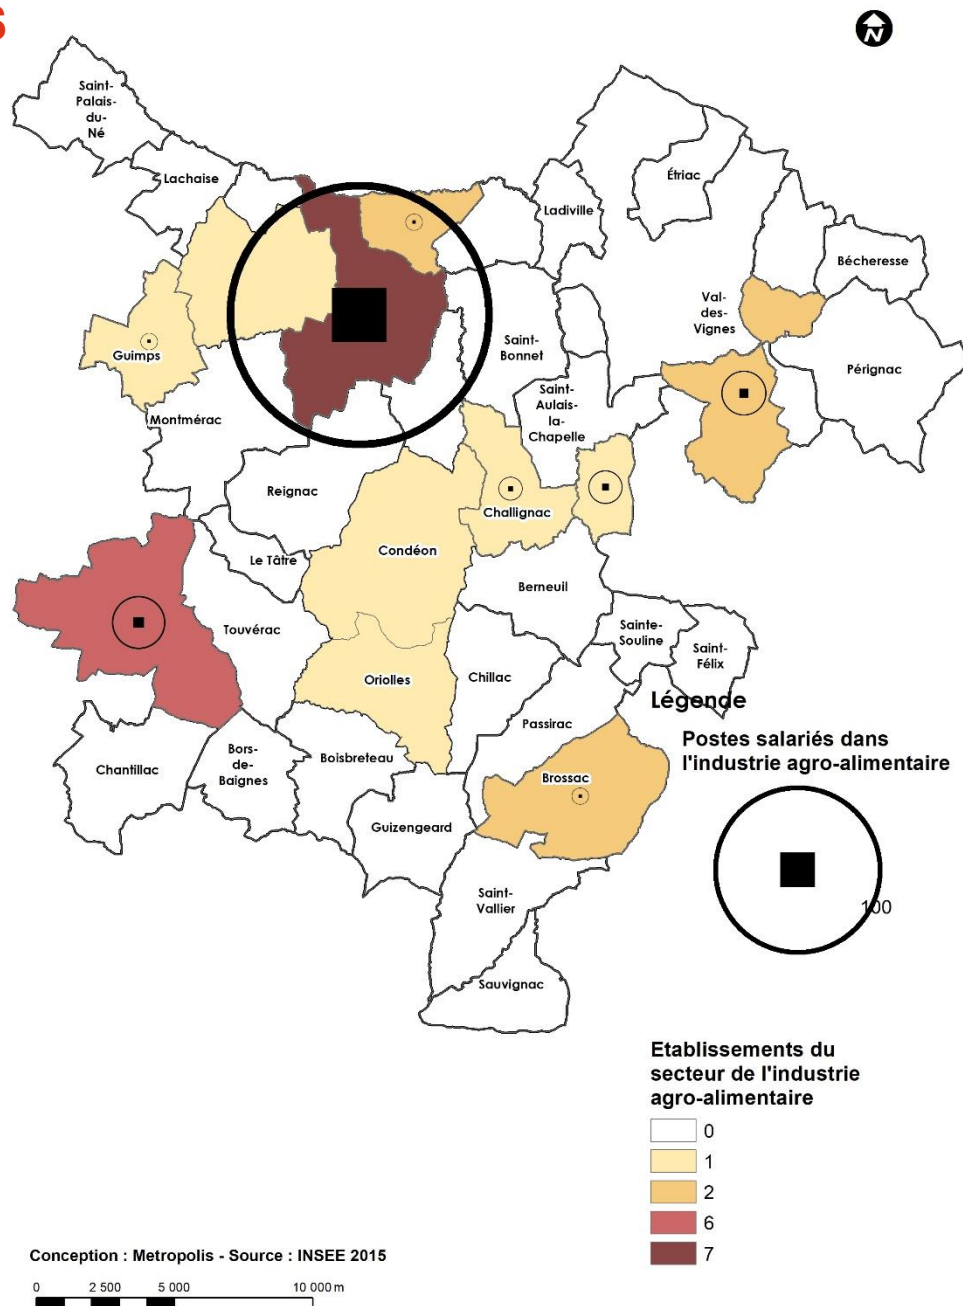 S
N
Saint-
Palais-
du-
Né
Lachaise
Étriac
Ladiville
Bécheresse
Val
des-
Vignes
Guimps
Saint-
Bonnet
Pérignac
Saint-
Aulais-
la-
Chapelle
Montmérac
Reignac
Challignac
Condéon
Le Tâtre
Berneuil
Touvérac
Sainte-
Souline
Saint-
Félix
Oriolles
Chillac
Passirac
Chantillac
Bors-
de-
Baignes
Boisbreteau
Brossac
Guizengeard
Saint-
Vallier
Sauvignac
Légende
Postes salariés dans
l'industrie agro-alimentaire
100
Etablissements du
secteur de l'industrie
agro-alimentaire
0
1
2
6
7
Conception : Metropolis - Source : INSEE 2015
0 2 500 5 000 10 000 m